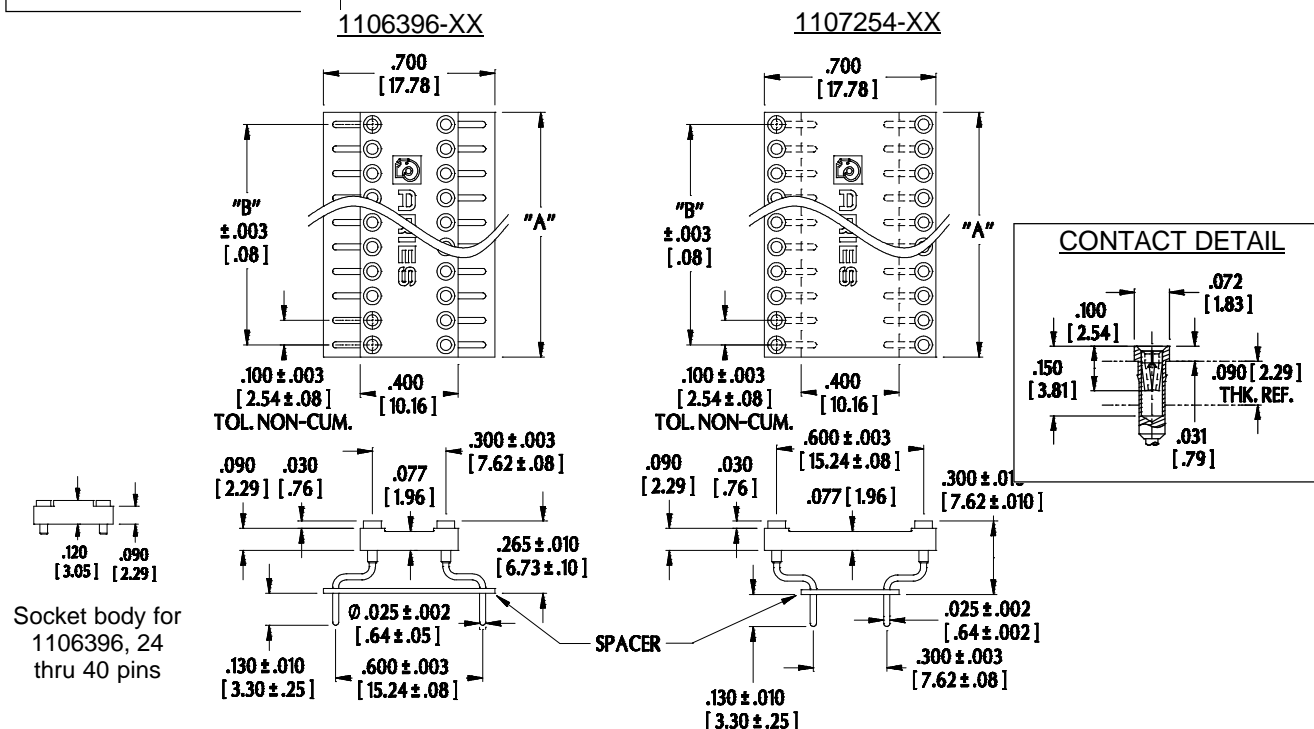 1106396-XX
.700
[ 17.78 ]
"B"
± .003
[ .08 ]
ARIES
"A"
.100 ± .003
[ 2.54 ± .08 ]
TOL. NON-CUM.
.400
[ 10.16 ]
.090
[ 2.29 ]
.030
[ .76 ]
.077
[ 1.96 ]
.300 ± .003
[ 7.62 ± .08 ]
.265 ± .010
[ 6.73 ± .10 ]
Ø .025 ± .002
[ .64 ± .05 ]
.130 ± .010
[ 3.30 ± .25 ]
.600 ± .003
[ 15.24 ± .08 ]
SPACER
.120
[ 3.05 ]
.090
[ 2.29 ]
Socket body for
1106396, 24
thru 40 pins
1107254-XX
.700
[ 17.78 ]
"B"
± .003
[ .08 ]
ARIES
"A"
.100 ± .003
[ 2.54 ± .08 ]
TOL. NON-CUM.
.400
[ 10.16 ]
.600 ± .003
[ 15.24 ± .08 ]
.090
[ 2.29 ]
.030
[ .76 ]
.077 [ 1.96 ]
[ 7.62 ± .010 ]
.025 ± .002
[ .64 ± .002 ]
.300 ± .003
[ 7.62 ± .08 ]
.130 ± .010
[ 3.30 ± .25 ]
CONTACT DETAIL
.072
[ 1.83 ]
.100
[ 2.54 ]
.150
[ 3.81 ]
.090 [ 2.29 ]
THK. REF.
.031
[ .79 ]